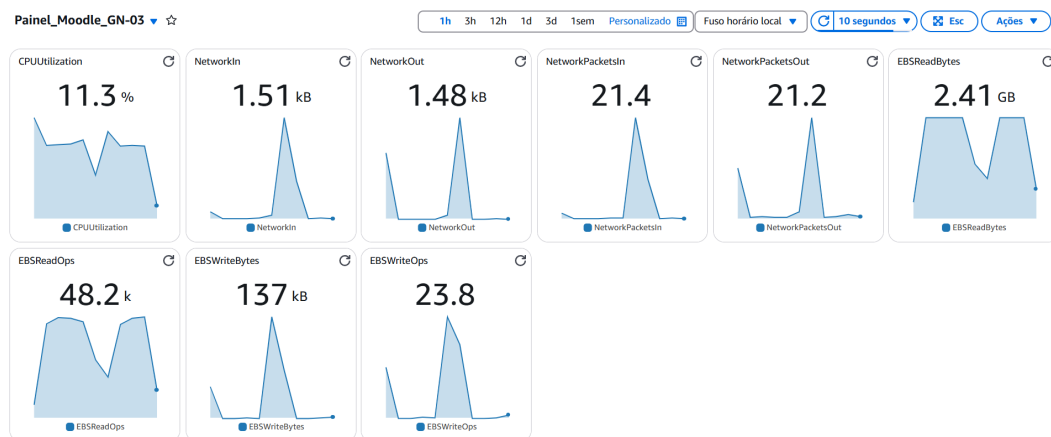 Painel_Moodle_GN-03
1h 3h 12h 1d 3d 1sem Personalizado
Fuso horário local
10 segundos
Esc
Ações
CPUUtilization
11.3 %
CPUUtilization
NetworkIn
1.51 kB
NetworkIn
NetworkOut
1.48 kB
NetworkOut
NetworkPacketsIn
21.4
NetworkPacketsIn
NetworkPacketsOut
21.2
NetworkPacketsOut
EBSReadBytes
2.41 GB
EBSReadBytes
EBSReadOps
48.2 k
EBSReadOps
EBSWriteBytes
137 kB
EBSWriteBytes
EBSWriteOps
23.8
EBSWriteOps